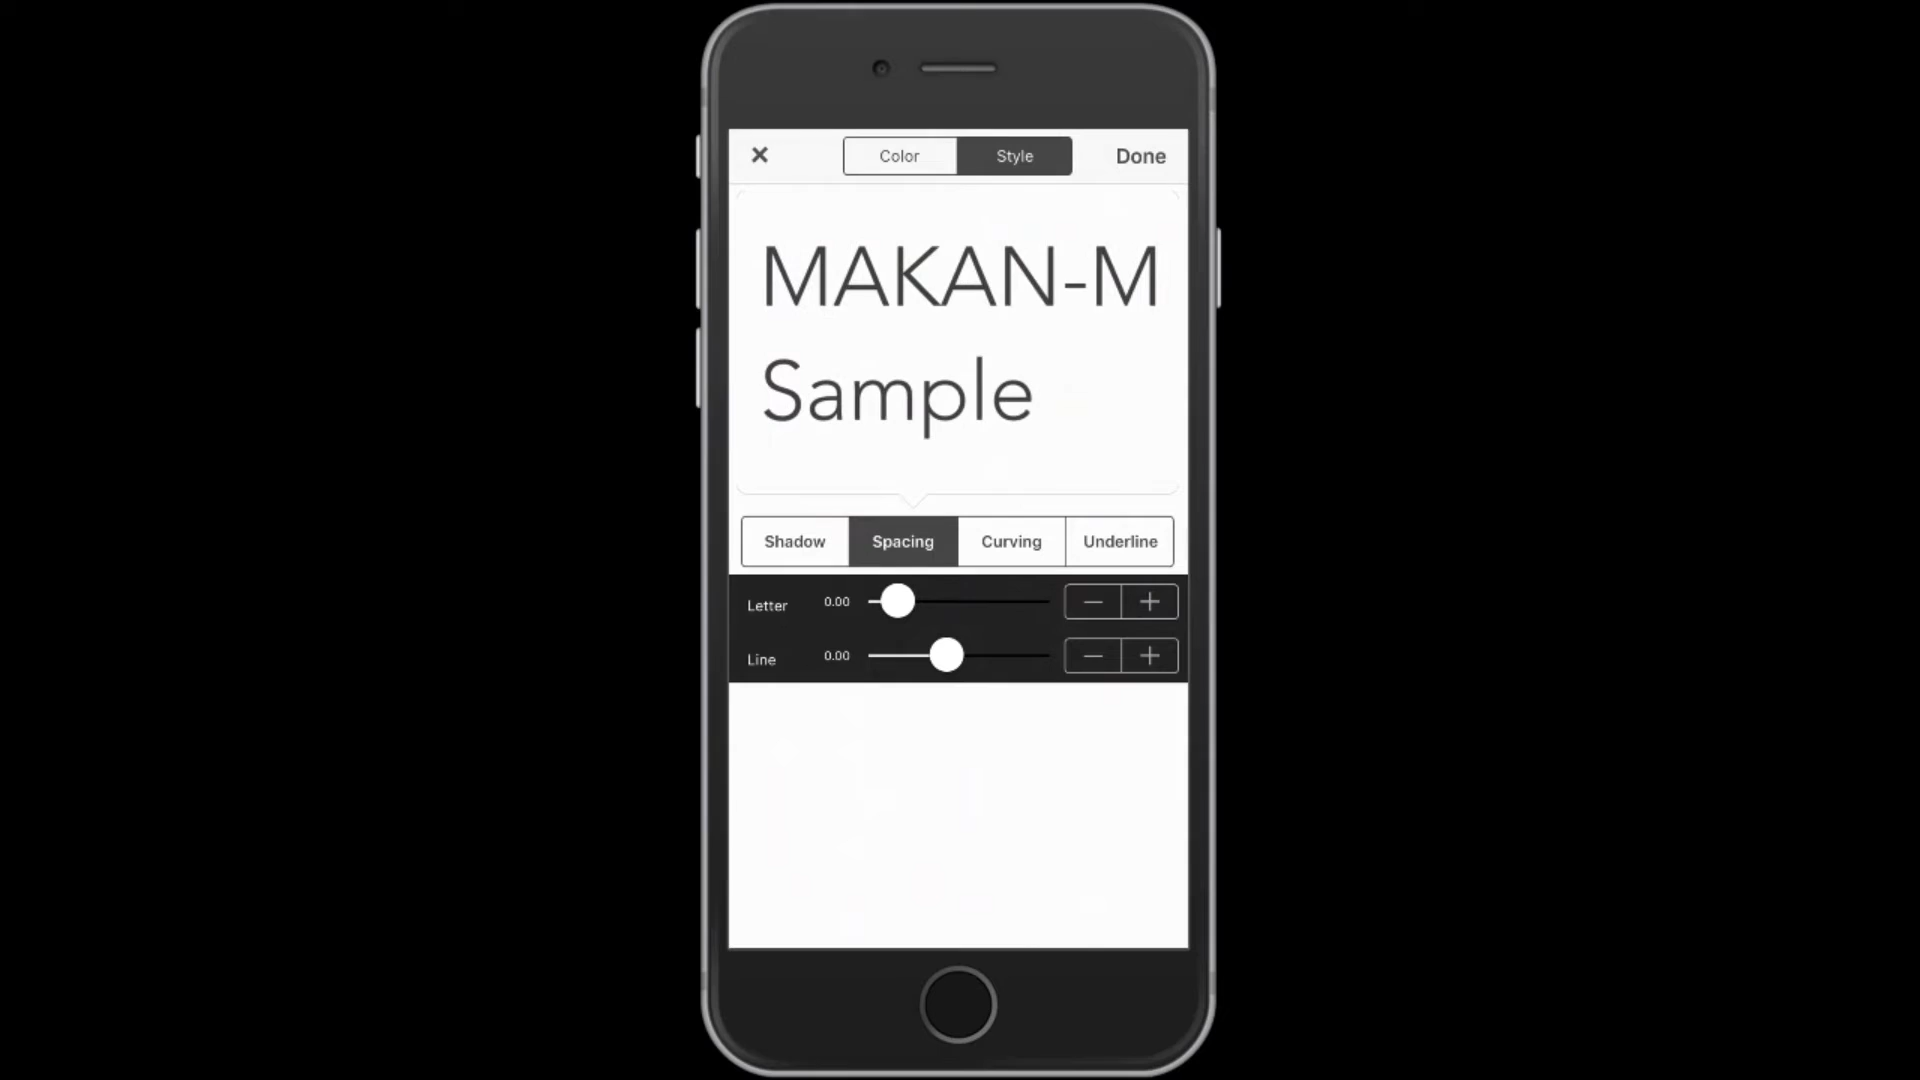 × Color Style Done
MAKAN-M
Sample
Shadow Spacing Curving Underline
Letter 0.00 − +
Line 0.00 − +